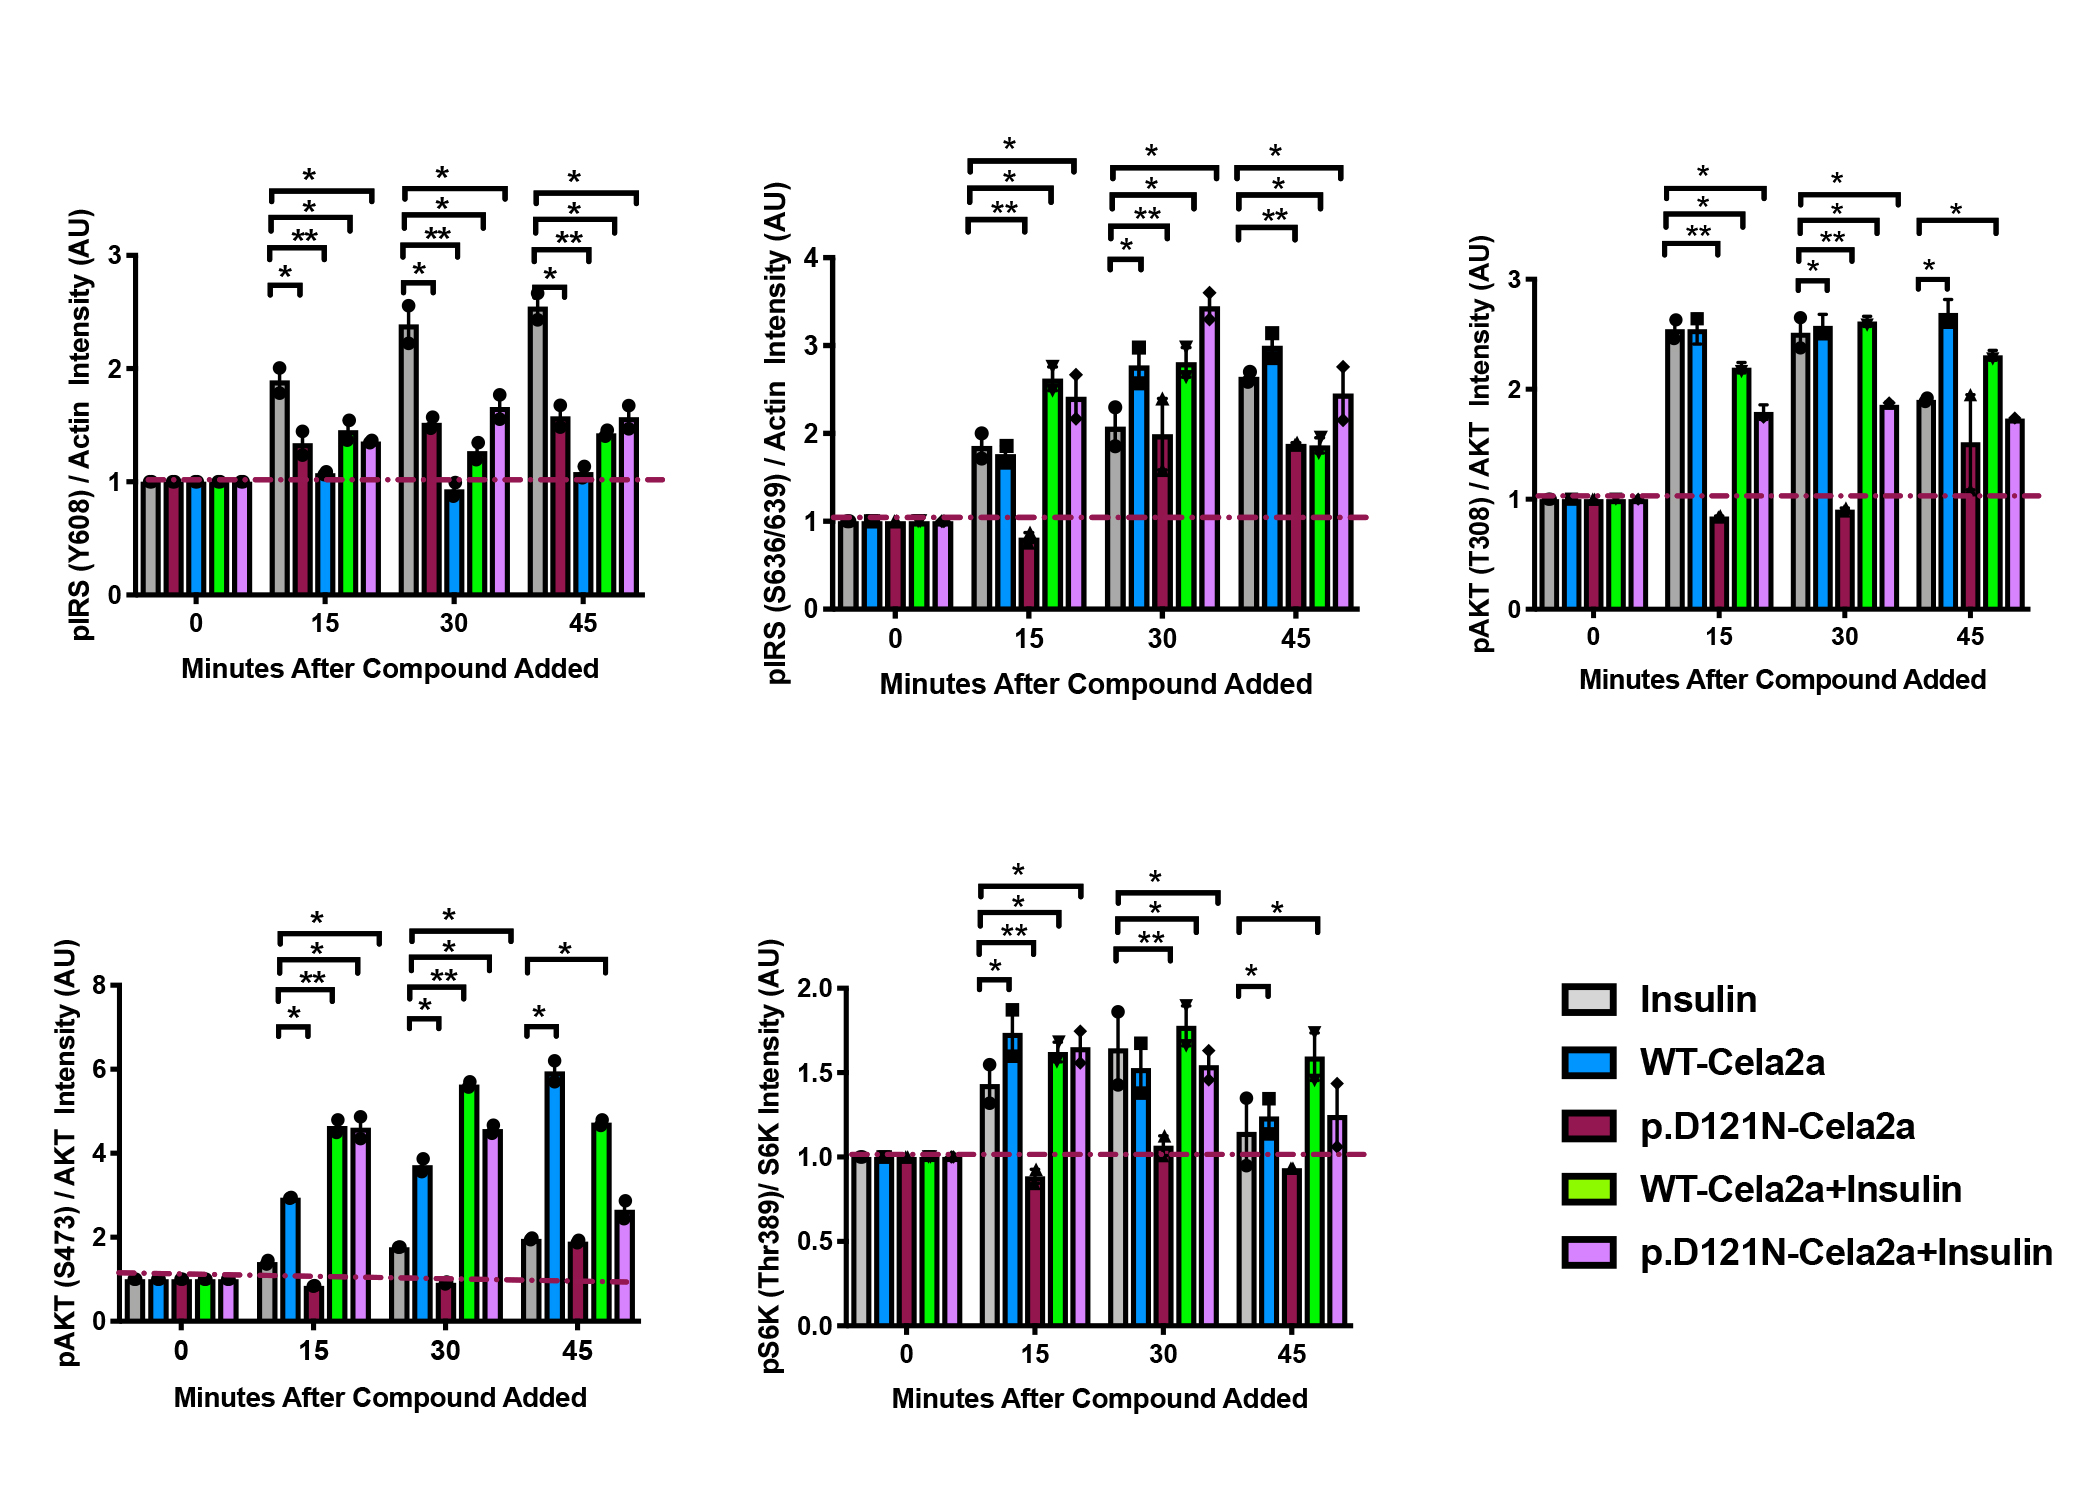 pIRS (Y608) / Actin Intensity (AU)
* * * * * *
* * *
** ** **
* * *
3
2
1
0
0 15 30 45
Minutes After Compound Added
pIRS (S636/639) / Actin Intensity (AU)
* * *
* * *
** ** **
*
4
3
2
1
0
0 15 30 45
Minutes After Compound Added
pAKT (T308) / AKT Intensity (AU)
* *
* * *
** **
* *
3
2
1
0
0 15 30 45
Minutes After Compound Added
pAKT (S473) / AKT Intensity (AU)
* *
* * *
** **
* * *
8
6
4
2
0
0 15 30 45
Minutes After Compound Added
pS6K (Thr389)/ S6K Intensity (AU)
* *
* * *
** **
* *
2.0
1.5
1.0
0.5
0.0
0 15 30 45
Minutes After Compound Added
Insulin
WT-Cela2a
p.D121N-Cela2a
WT-Cela2a+Insulin
p.D121N-Cela2a+Insulin